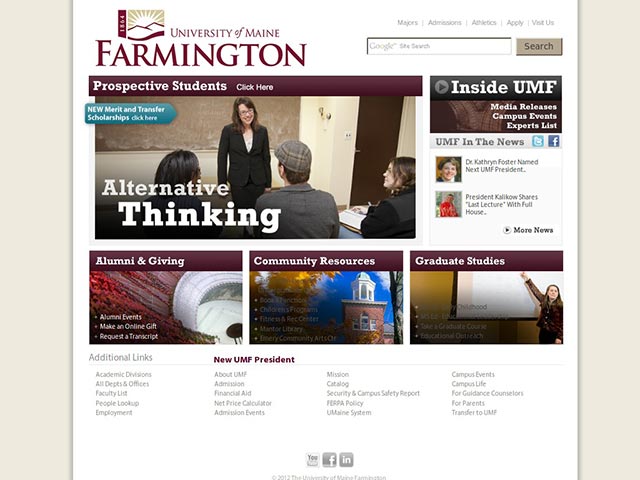 1864
UNIVERSITY of MAINE
FARMINGTON
Majors | Admissions | Athletics | Apply | Visit Us
Google Site Search
Search
Prospective Students Click Here
NEW Merit and Transfer
Scholarships click here
Alternative
Thinking
Inside UMF
Media Releases
Campus Events
Experts List
UMF In The News
Dr. Kathryn Foster Named
Next UMF President..
President Kalikow Shares
"Last Lecture" With Full
House..
More News
Alumni & Giving
Alumni Events
Make an Online Gift
Request a Transcript
Community Resources
Book a Function
Children's Programs
Fitness & Rec Center
Mantor Library
Emery Community Arts Ctr
Graduate Studies
Childhood
Take a Graduate Course
Educational Outreach
Additional Links
Academic Divisions
All Depts & Offices
Faculty List
People Lookup
Employment
New UMF President
About UMF
Admission
Financial Aid
Net Price Calculator
Admission Events
Mission
Catalog
Security & Campus Safety Report
FERPA Policy
UMaine System
Campus Events
Campus Life
For Guidance Counselors
For Parents
Transfer to UMF
You
© 2012 The University of Maine Farmington